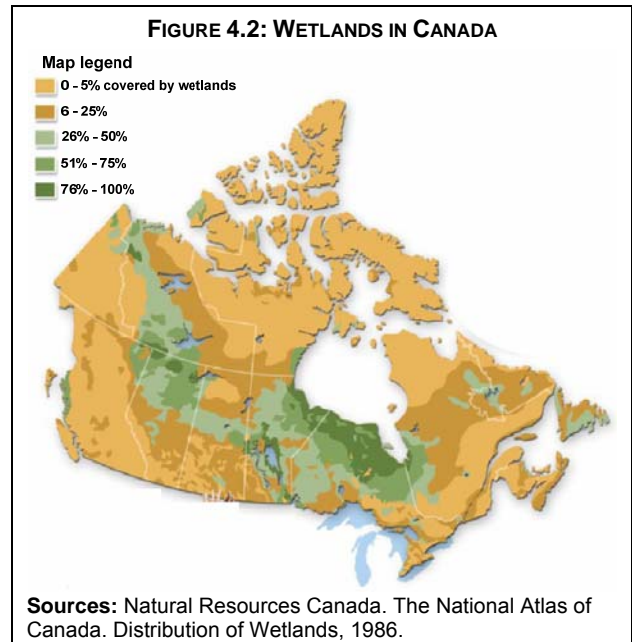 FIGURE 4.2: WETLANDS IN CANADA
Map legend
0 - 5% covered by wetlands
6 - 25%
26% - 50%
51% - 75%
76% - 100%
Sources: Natural Resources Canada. The National Atlas of
Canada. Distribution of Wetlands, 1986.